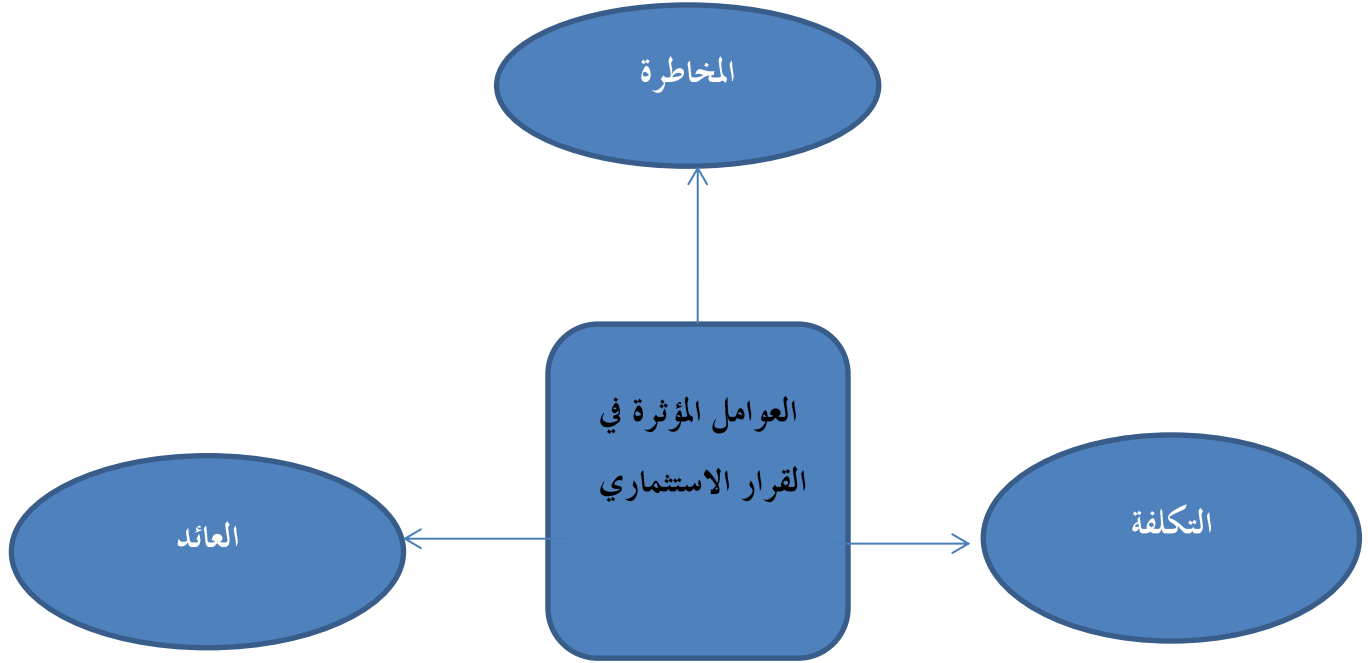 المخاطرة
العوامل المؤثرة في
القرار الاستثماري
التكلفة
العائد